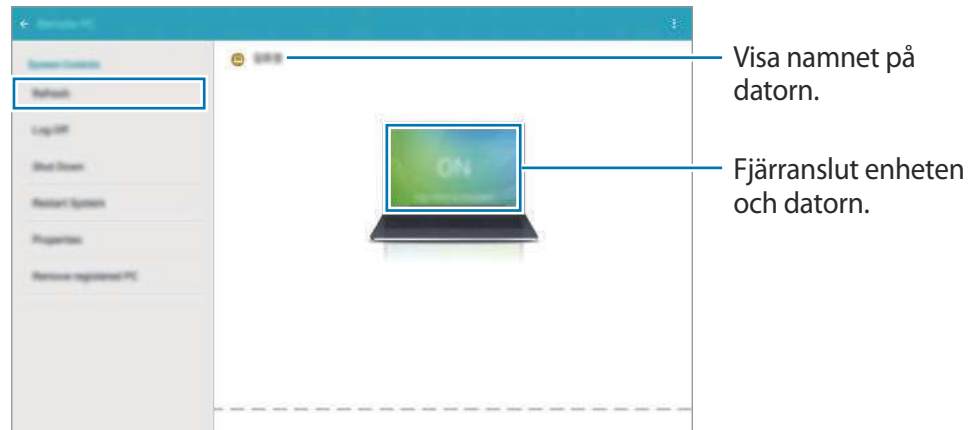 Refresh
Log Off
Shut Down
Restart System
Properties
Remove registered PC
ON
Visa namnet på
datorn.
Fjärranslut enheten
och datorn.